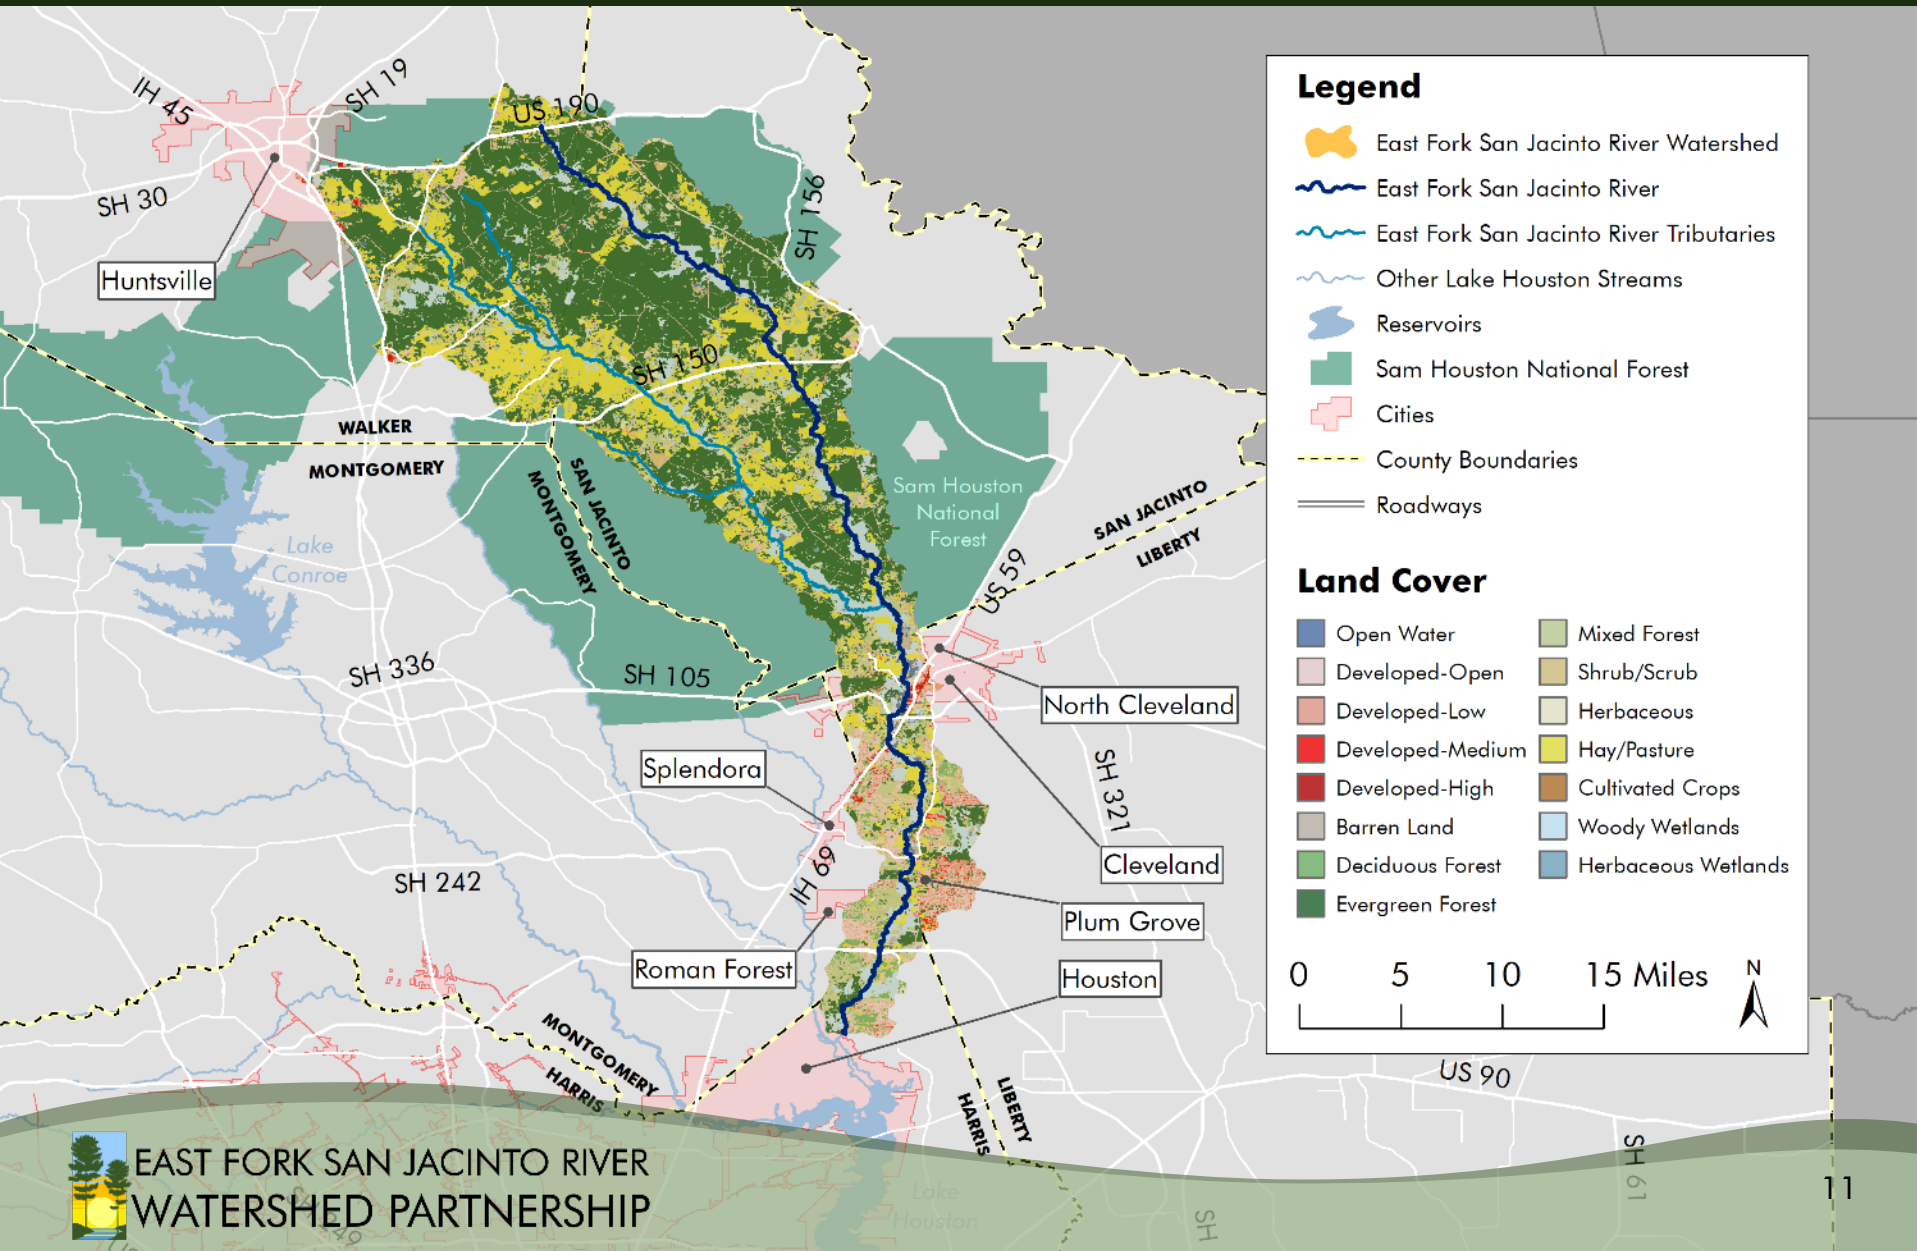 IH 45
SH 19
US 190
SH 30
SH 156
Huntsville
SH 150
WALKER
MONTGOMERY
SAN JACINTO
MONTGOMERY
Sam Houston
National
Forest
SAN JACINTO
LIBERTY
Lake
Conroe
US 59
SH 336
SH 105
North Cleveland
Splendora
SH 321
Cleveland
IH 69
SH 242
Plum Grove
Roman Forest
Houston
MONTGOMERY
HARRIS
LIBERTY
HARRIS
US 90
SH 61
Lake
Houston
SH 249
SH
Legend
East Fork San Jacinto River Watershed
East Fork San Jacinto River
East Fork San Jacinto River Tributaries
Other Lake Houston Streams
Reservoirs
Sam Houston National Forest
Cities
County Boundaries
Roadways
Land Cover
Open Water
Developed-Open
Developed-Low
Developed-Medium
Developed-High
Barren Land
Deciduous Forest
Evergreen Forest
Mixed Forest
Shrub/Scrub
Herbaceous
Hay/Pasture
Cultivated Crops
Woody Wetlands
Herbaceous Wetlands
0 5 10 15 Miles
N
EAST FORK SAN JACINTO RIVER
WATERSHED PARTNERSHIP
11